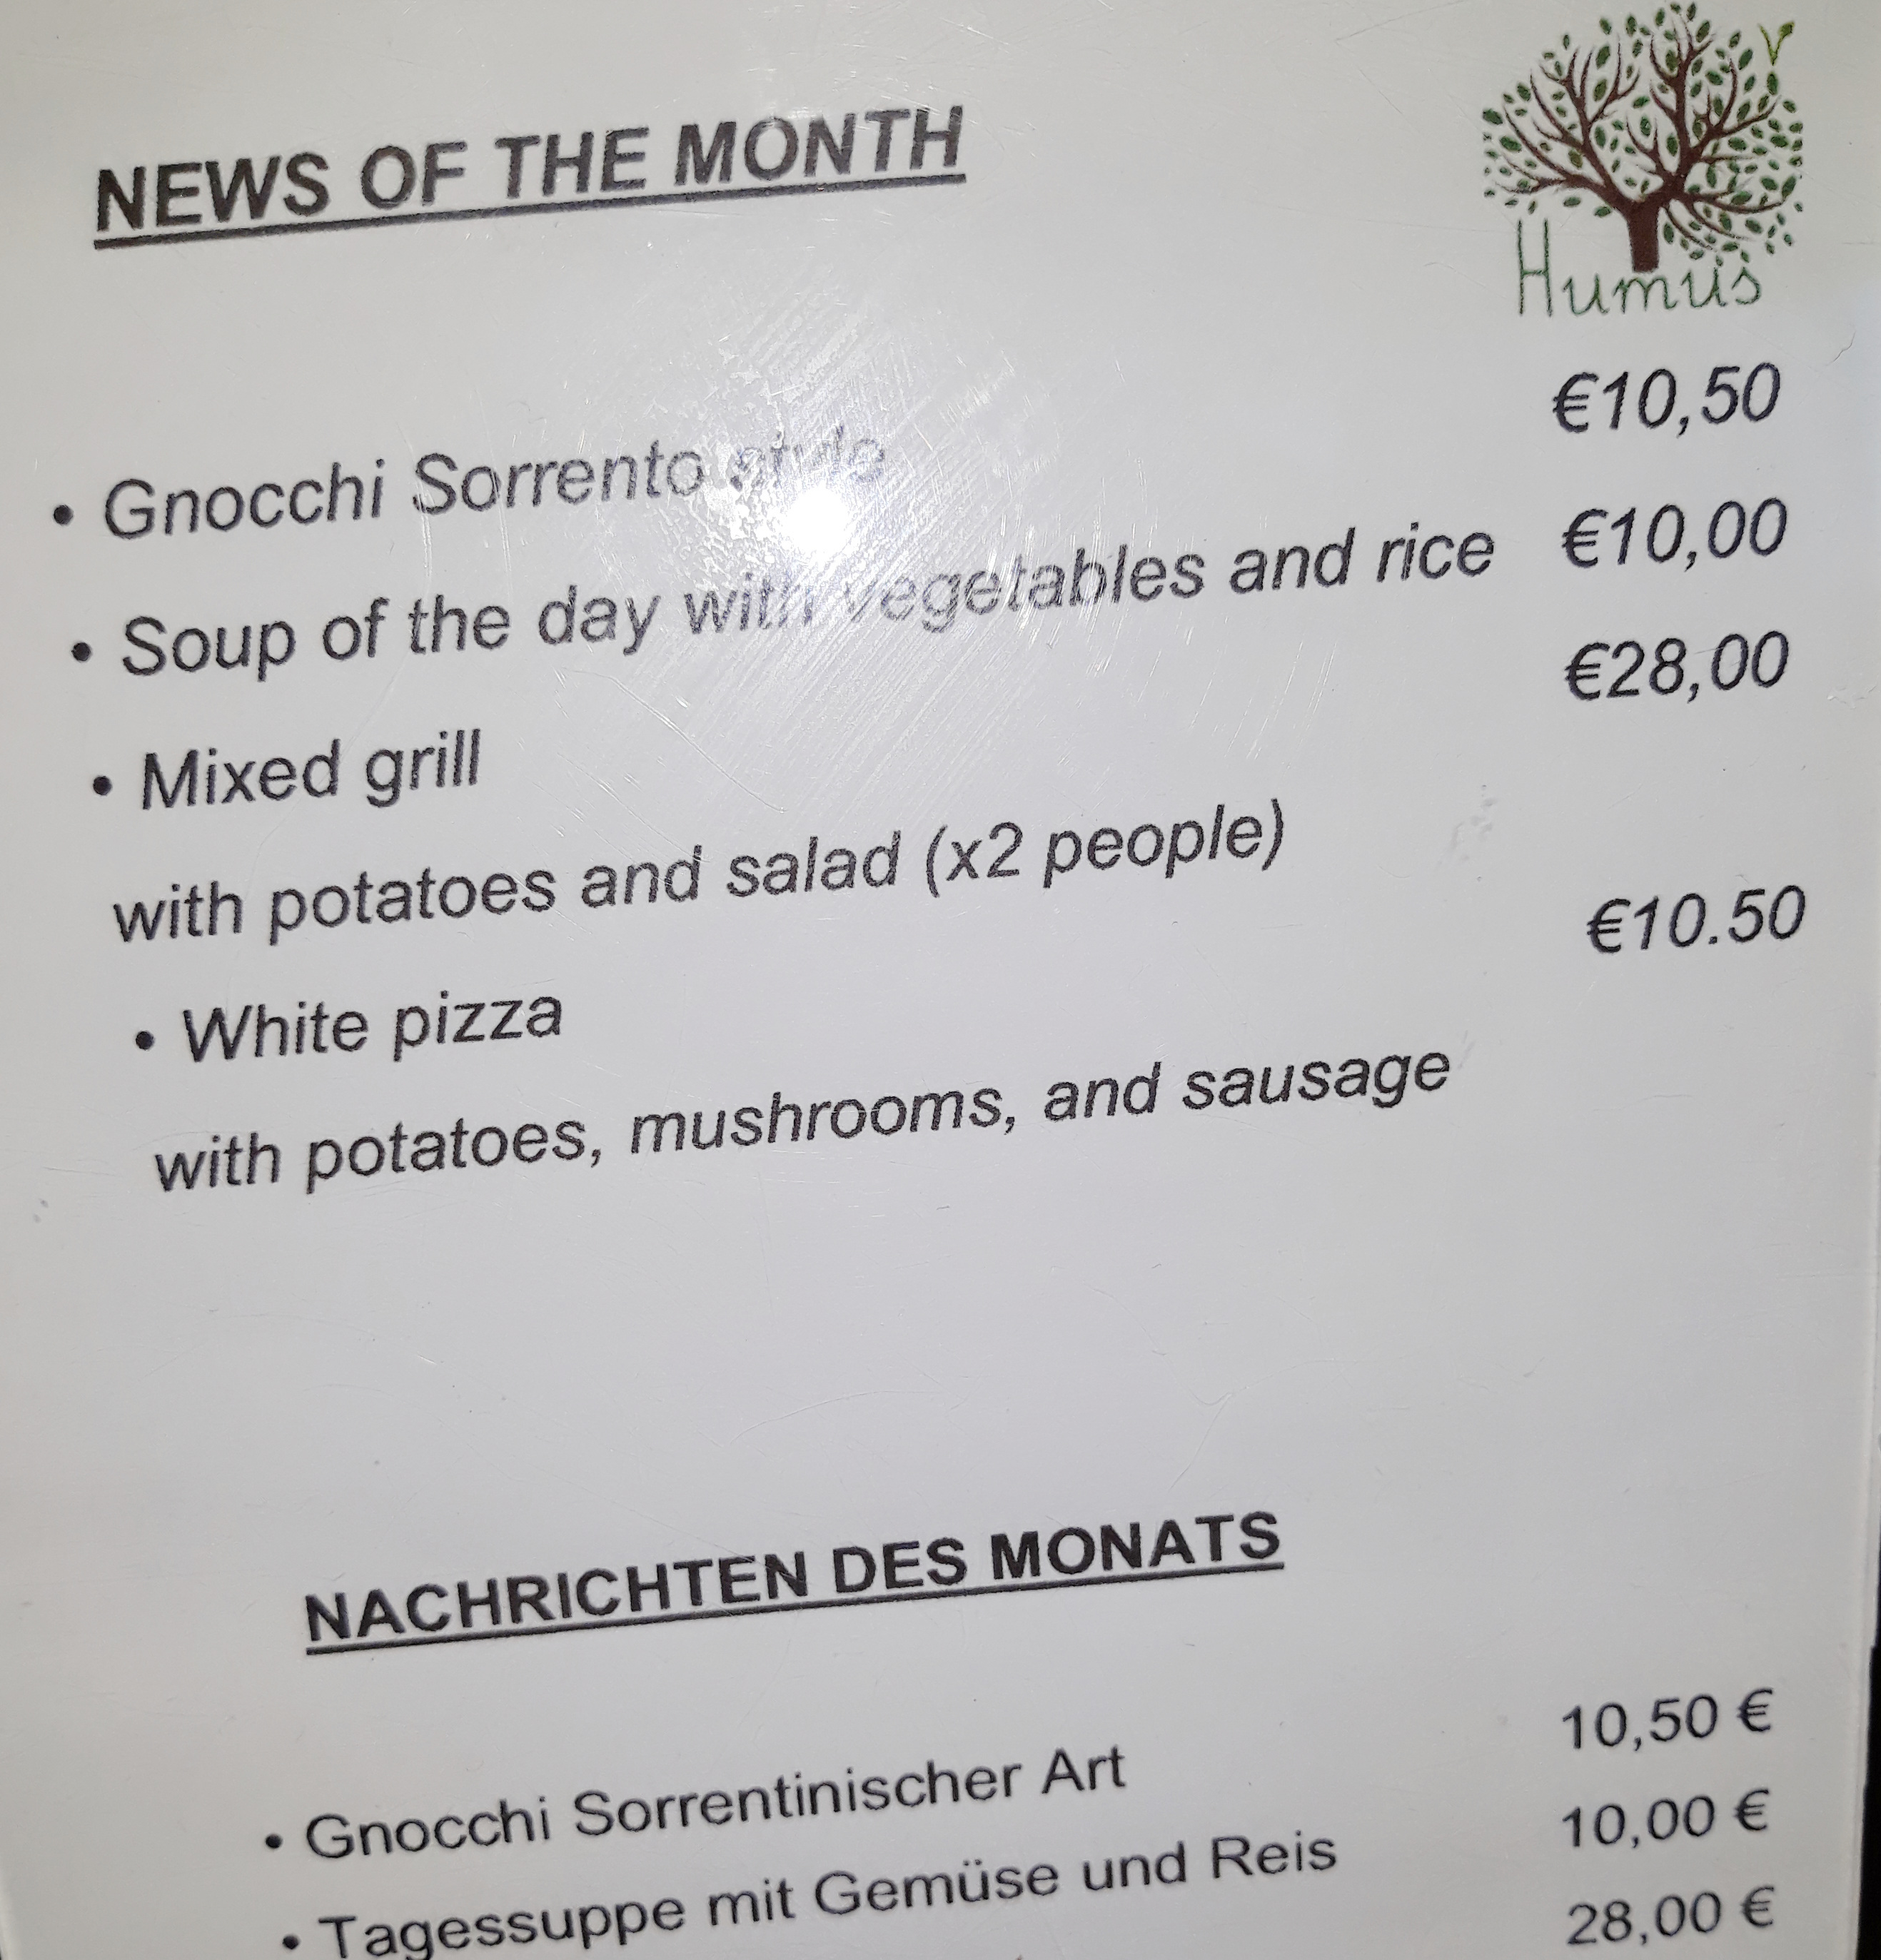 NEWS OF THE MONTH
Humus
• Gnocchi Sorrento style €10,50
• Soup of the day with vegetables and rice €10,00
• Mixed grill €28,00
with potatoes and salad (x2 people)
• White pizza €10.50
with potatoes, mushrooms, and sausage
NACHRICHTEN DES MONATS
• Gnocchi Sorrentinischer Art 10,50 €
• Tagessuppe mit Gemüse und Reis 10,00 €
28,00 €